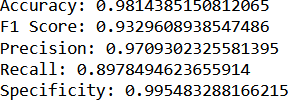 Accuracy: 0.9814385150812065
F1 Score: 0.9329608938547486
Precision: 0.9709302325581395
Recall: 0.8978494623655914
Specificity: 0.995483288166215